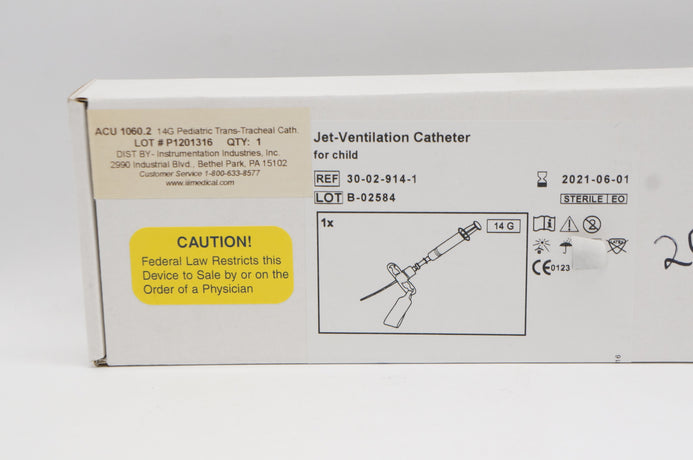 ACU 1060.2 14G Pediatric Trans-Tracheal Cath.
LOT # P1201316 QTY: 1
DIST BY- Instrumentation Industries, Inc.
2990 Industrial Blvd., Bethel Park, PA 15102
Customer Service 1-800-633-8577
www.iiimedical.com
CAUTION!
Federal Law Restricts this
Device to Sale by or on the
Order of a Physician
Jet-Ventilation Catheter
for child
REF 30-02-914-1
LOT B-02584
2021-06-01
STERILE EO
1x
14 G
LATEX
CE 0123
16